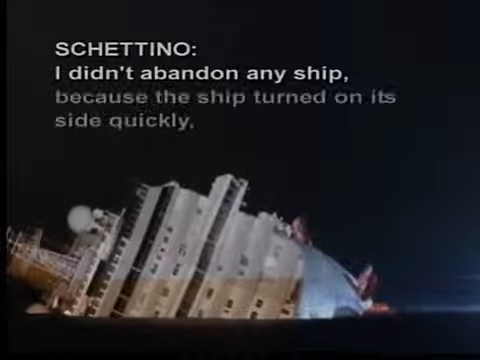 SCHETTINO:
I didn't abandon any ship,
because the ship turned on its
side quickly,